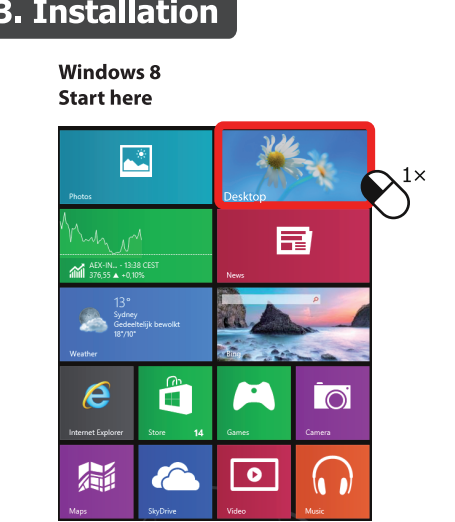 3. Installation
Windows 8
Start here
Photos
Desktop
1×
AEX-IN... - 13:38 CEST
376,55 ▲ +0,10%
News
13°
Sydney
Gedeeltelijk bewolkt
18°/10°
Weather
Bing
Internet Explorer
Store 14
Games
Camera
Maps
SkyDrive
Video
Music